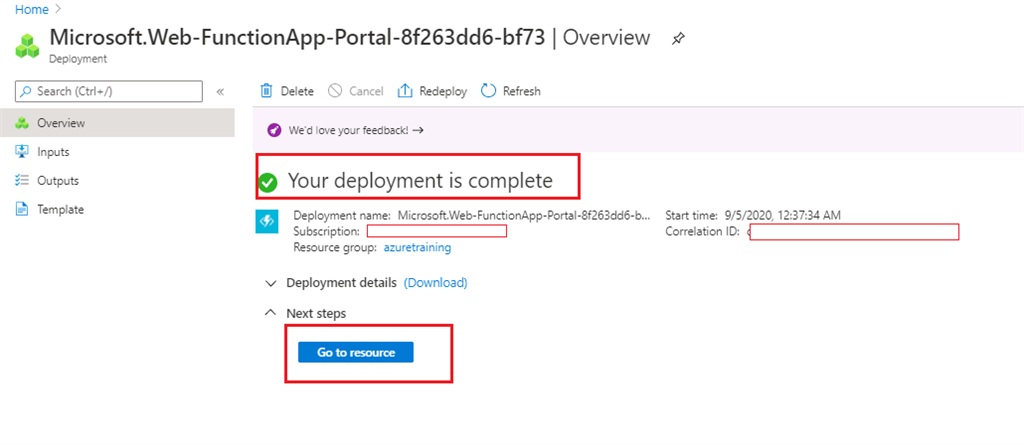 Home >
Microsoft.Web-FunctionApp-Portal-8f263dd6-bf73 | Overview
Deployment
Search (Ctrl+/) «
Delete Cancel Redeploy Refresh
Overview
Inputs
Outputs
Template
We'd love your feedback! →
Your deployment is complete
Deployment name: Microsoft.Web-FunctionApp-Portal-8f263dd6-b... Start time: 9/5/2020, 12:37:34 AM
Subscription: Correlation ID:
Resource group: azuretraining
Deployment details (Download)
Next steps
Go to resource